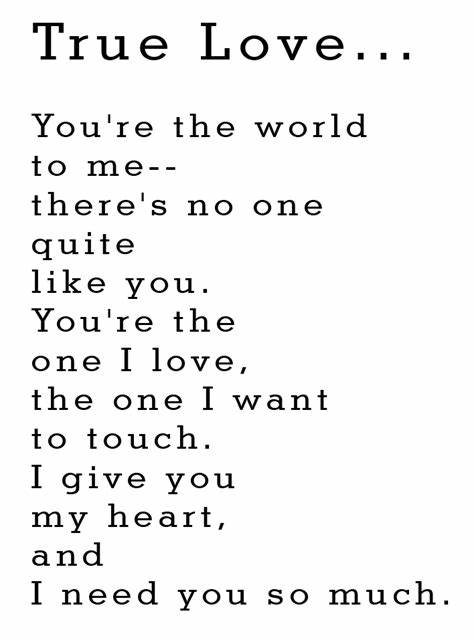 True Love...
You're the world
to me--
there's no one
quite
like you.
You're the
one I love,
the one I want
to touch.
I give you
my heart,
and
I need you so much.